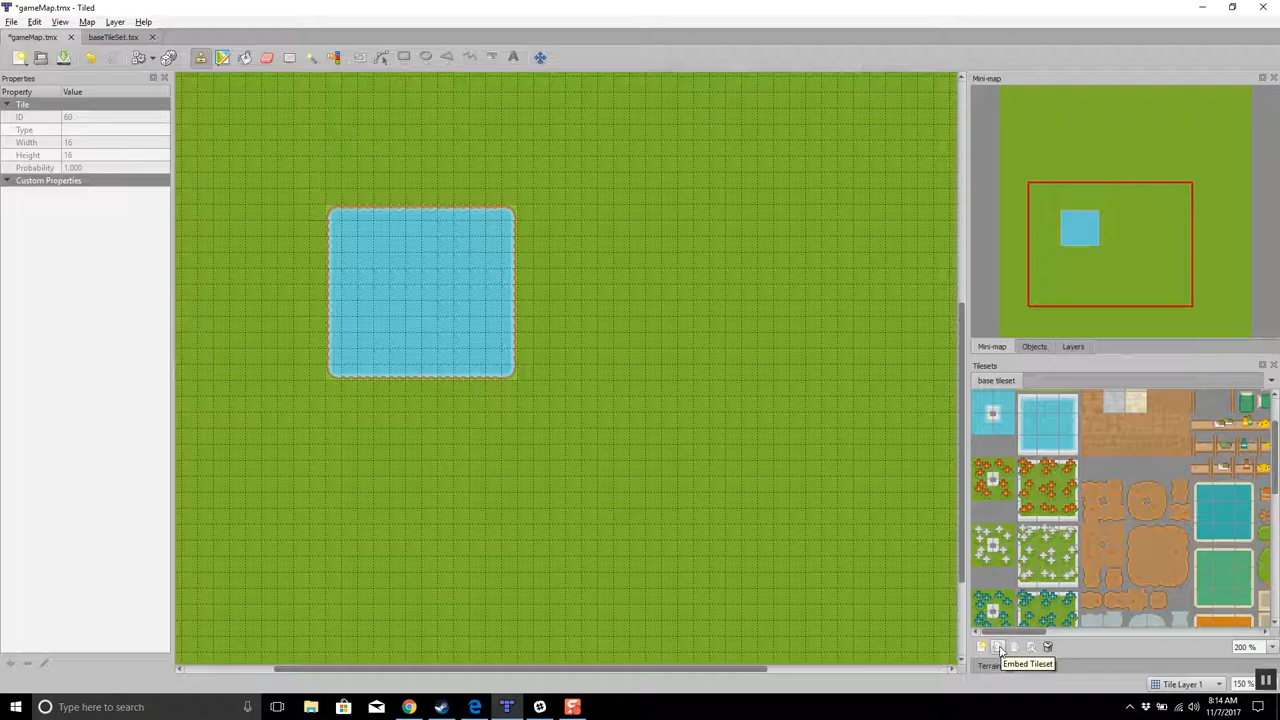 *gameMap.tmx - Tiled
File Edit View Map Layer Help
*gameMap.tmx baseTileSet.tsx
Properties
Property Value
Tile
ID 60
Type
Width 16
Height 16
Probability 1.000
Custom Properties
Mini-map
Mini-map Objects Layers
Tilesets
base tileset
200 %
Embed Tileset
Tile Layer 1 150 %
Type here to search
8:14 AM
11/7/2017